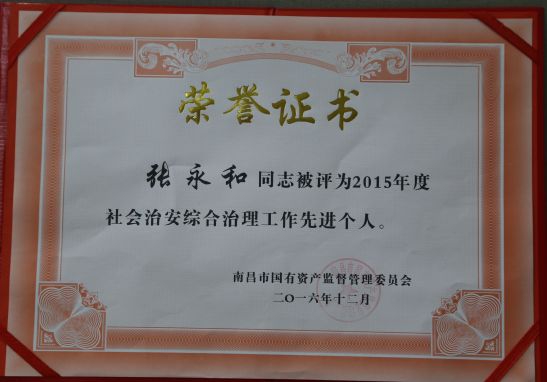 荣誉证书
张永和同志被评为2015年度
社会治安综合治理工作先进个人。
南昌市国有资产监督管理委员会
二〇一六年十二月